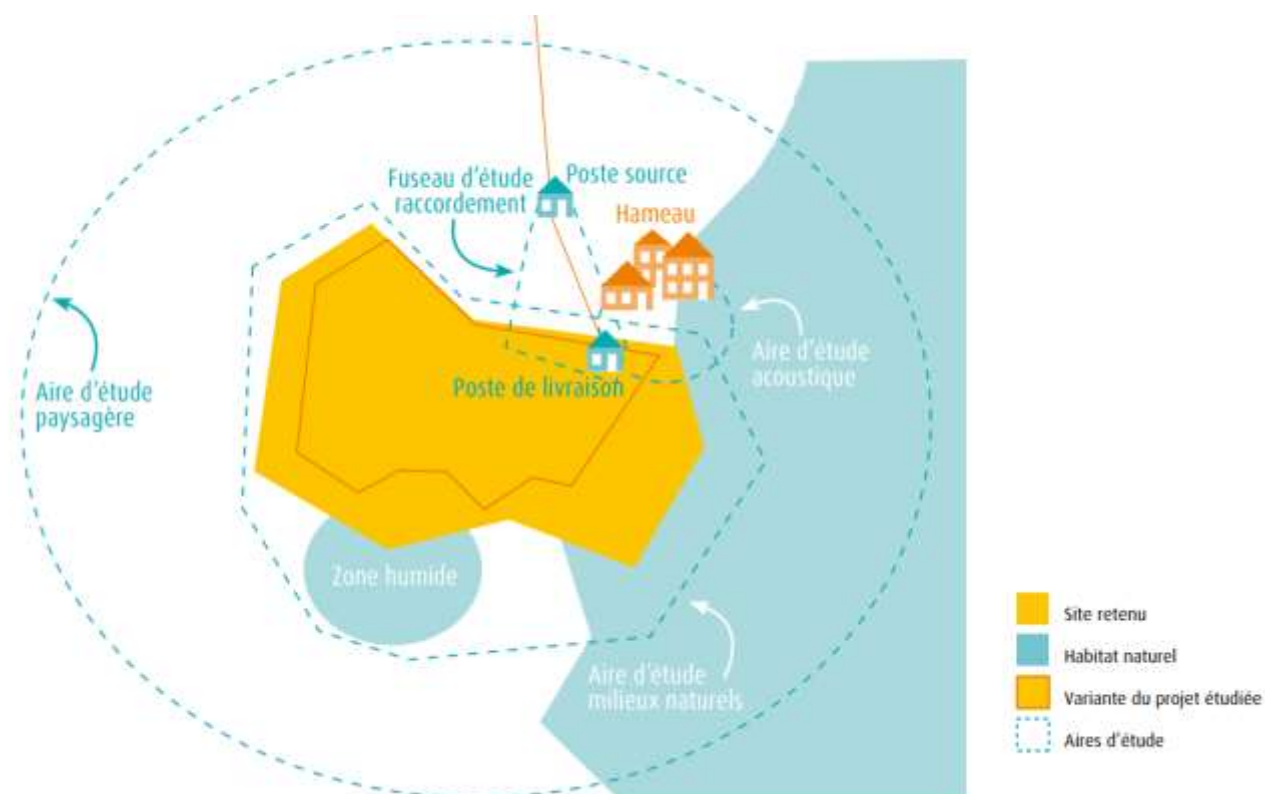 Fuseau d'étude
raccordement
Poste source
Hameau
Aire d'étude
acoustique
Aire d'étude
paysagère
Poste de livraison
Zone humide
Aire d'étude
milieux naturels
Site retenu
Habitat naturel
Variante du projet étudiée
Aires d'étude